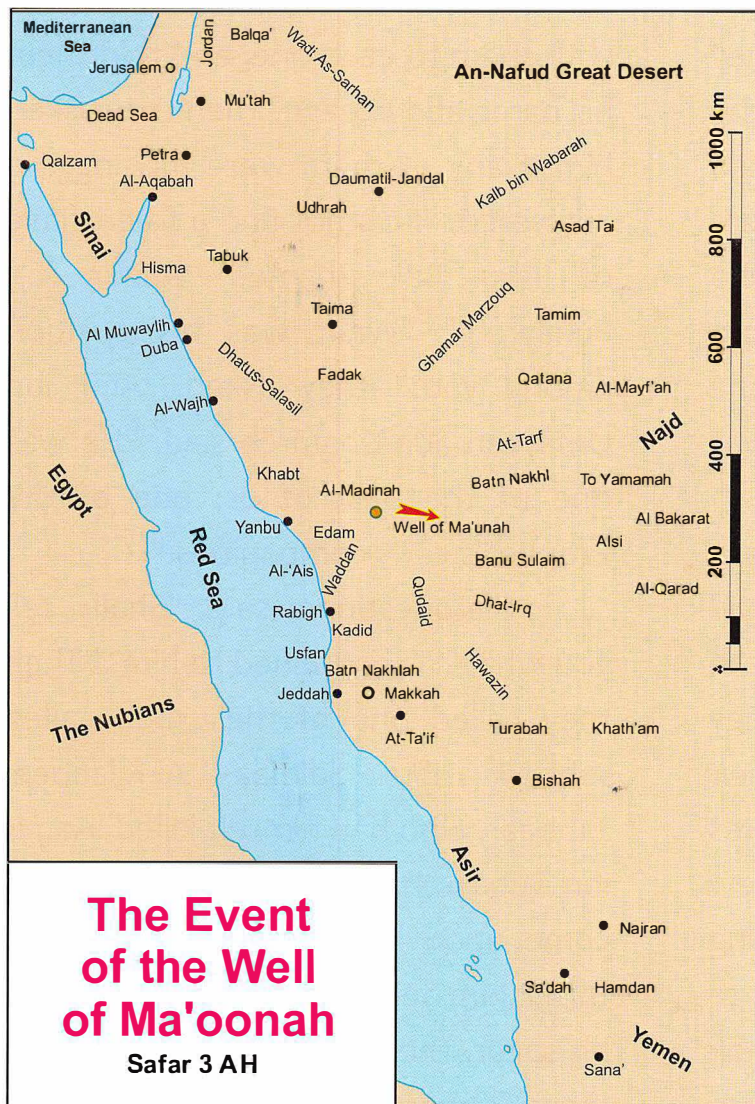 Mediterranean
Sea
Jordan
Balqa'
Wadi As-Sarhan
Jerusalem
An-Nafud Great Desert
Mu'tah
Dead Sea
1000 km
Petra
Qalzam
Al-Aqabah
Daumatil-Jandal
Kalb bin Wabarah
Udhrah
Sinai
Asad Tai
800
Tabuk
Hisma
Taima
Ghamar Marzouq
Tamim
Al Muwaylih
Duba
Dhatus-Salasil
600
Fadak
Qatana
Al-Mayf'ah
Al-Wajh
Najd
At-Tarf
400
Egypt
Khabt
Batn Nakhl
To Yamamah
Al-Madinah
Red Sea
Yanbu
Edam
Well of Ma'unah
Al Bakarat
Alsi
Waddan
Banu Sulaim
200
Al-'Ais
Qudaid
Al-Qarad
Rabigh
Dhat-Irq
Kadid
Usfan
Batn Nakhlah
Hawazin
Jeddah
Makkah
The Nubians
At-Ta'if
Turabah
Khath'am
Bishah
Asir
The Event
of the Well
of Ma'oonah
Safar 3 AH
Najran
Sa'dah
Hamdan
Yemen
Sana'